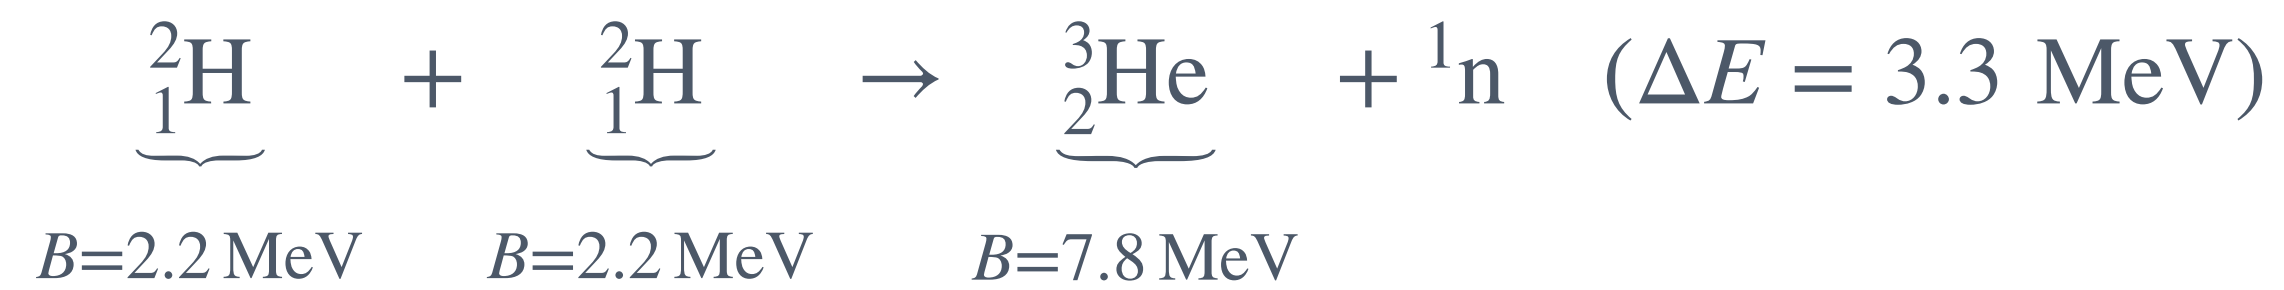 ²₁H + ²₁H → ³₂He + ¹n (ΔE = 3.3 MeV)
B=2.2 MeV B=2.2 MeV B=7.8 MeV